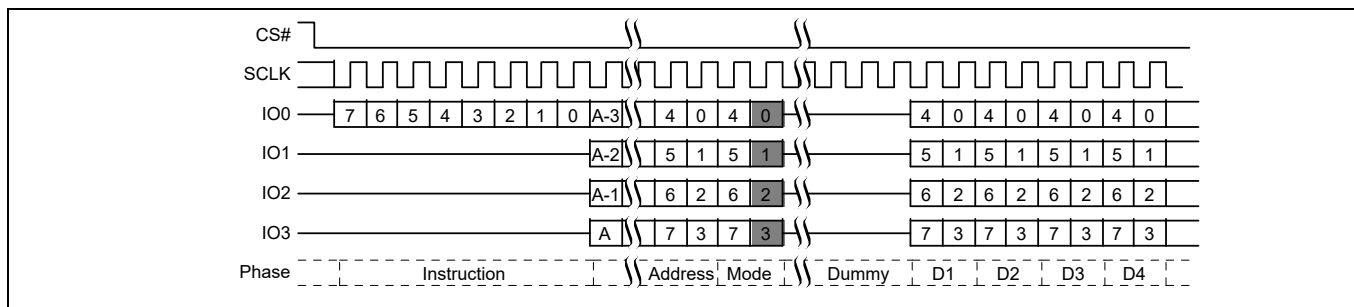 CS#
SCLK
IO0 7 6 5 4 3 2 1 0 A-3 4 0 4 0 4 0 4 0 4 0 4 0
IO1 A-2 5 1 5 1 5 1 5 1 5 1 5 1
IO2 A-1 6 2 6 2 6 2 6 2 6 2 6 2
IO3 A 7 3 7 3 7 3 7 3 7 3 7 3
Phase Instruction Address Mode Dummy D1 D2 D3 D4